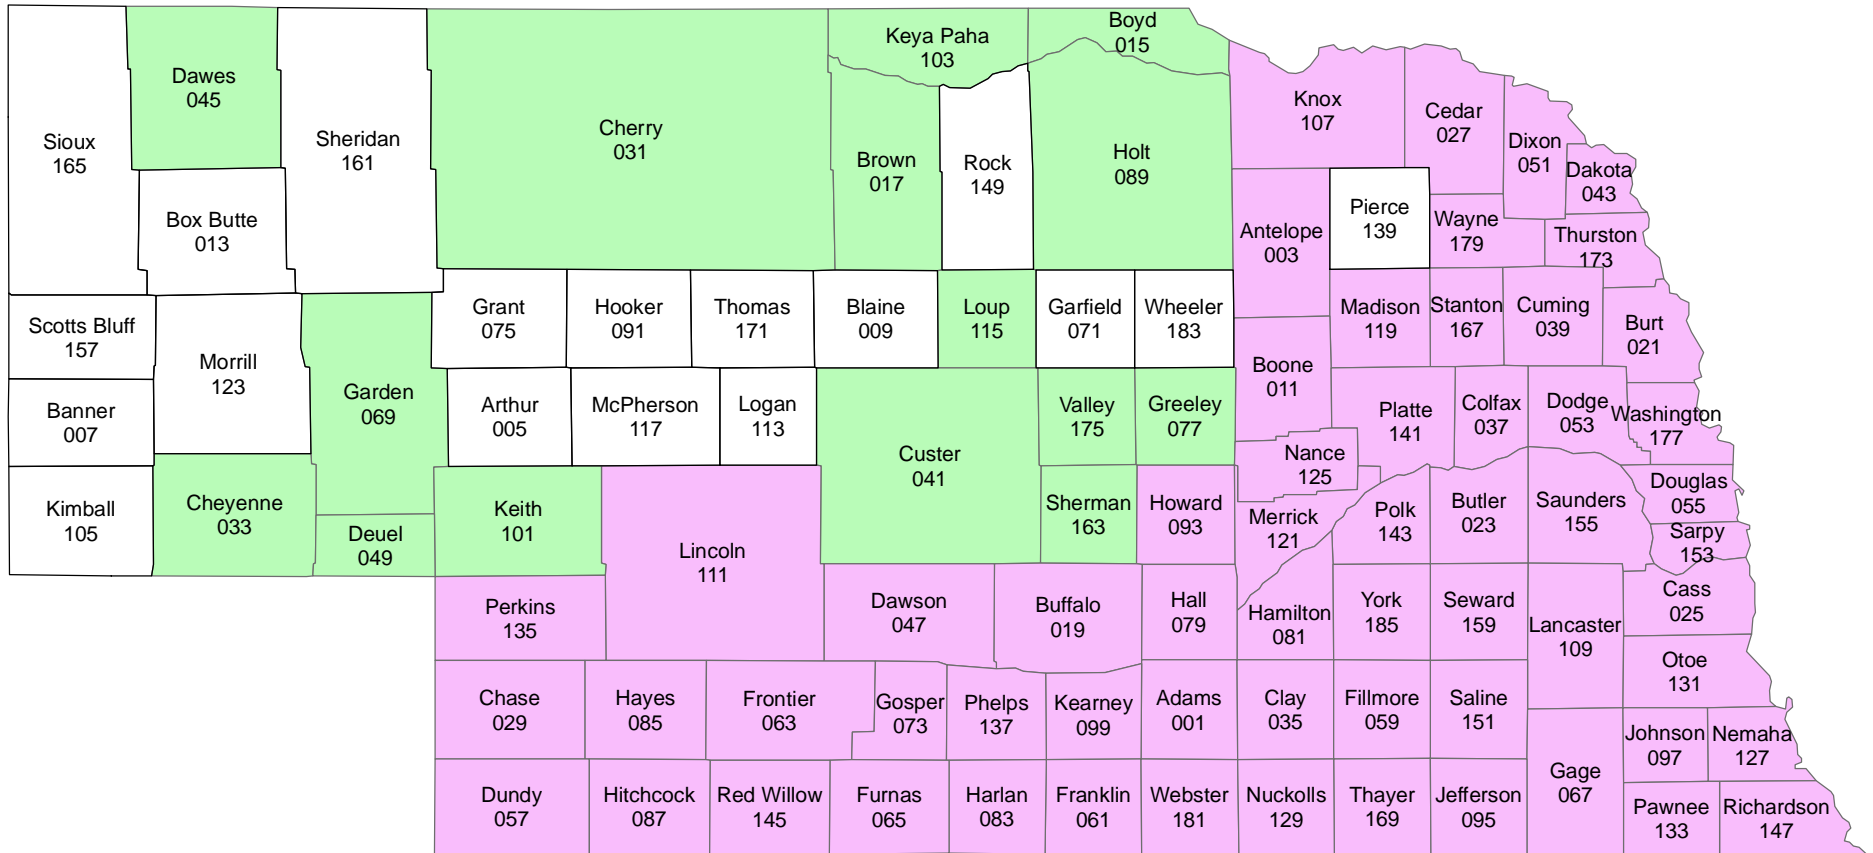 Boyd
015
Keya Paha
103
Dawes
045
Knox
107
Cedar
027
Cherry
031
Sheridan
161
Sioux
165
Dixon
051
Holt
089
Brown
017
Rock
149
Dakota
043
Pierce
139
Box Butte
013
Wayne
179
Antelope
003
Thurston
173
Grant
075
Hooker
091
Thomas
171
Blaine
009
Loup
115
Garfield
071
Wheeler
183
Madison
119
Stanton
167
Cuming
039
Burt
021
Scotts Bluff
157
Morrill
123
Boone
011
Garden
069
Banner
007
Arthur
005
McPherson
117
Logan
113
Valley
175
Greeley
077
Platte
141
Colfax
037
Dodge
053
Washington
177
Custer
041
Nance
125
Kimball
105
Cheyenne
033
Keith
101
Sherman
163
Howard
093
Merrick
121
Polk
143
Butler
023
Saunders
155
Douglas
055
Sarpy
153
Deuel
049
Lincoln
111
Perkins
135
Dawson
047
Buffalo
019
Hall
079
Hamilton
081
York
185
Seward
159
Lancaster
109
Cass
025
Otoe
131
Chase
029
Hayes
085
Frontier
063
Gosper
073
Phelps
137
Kearney
099
Adams
001
Clay
035
Fillmore
059
Saline
151
Johnson
097
Nemaha
127
Gage
067
Dundy
057
Hitchcock
087
Red Willow
145
Furnas
065
Harlan
083
Franklin
061
Webster
181
Nuckolls
129
Thayer
169
Jefferson
095
Pawnee
133
Richardson
147